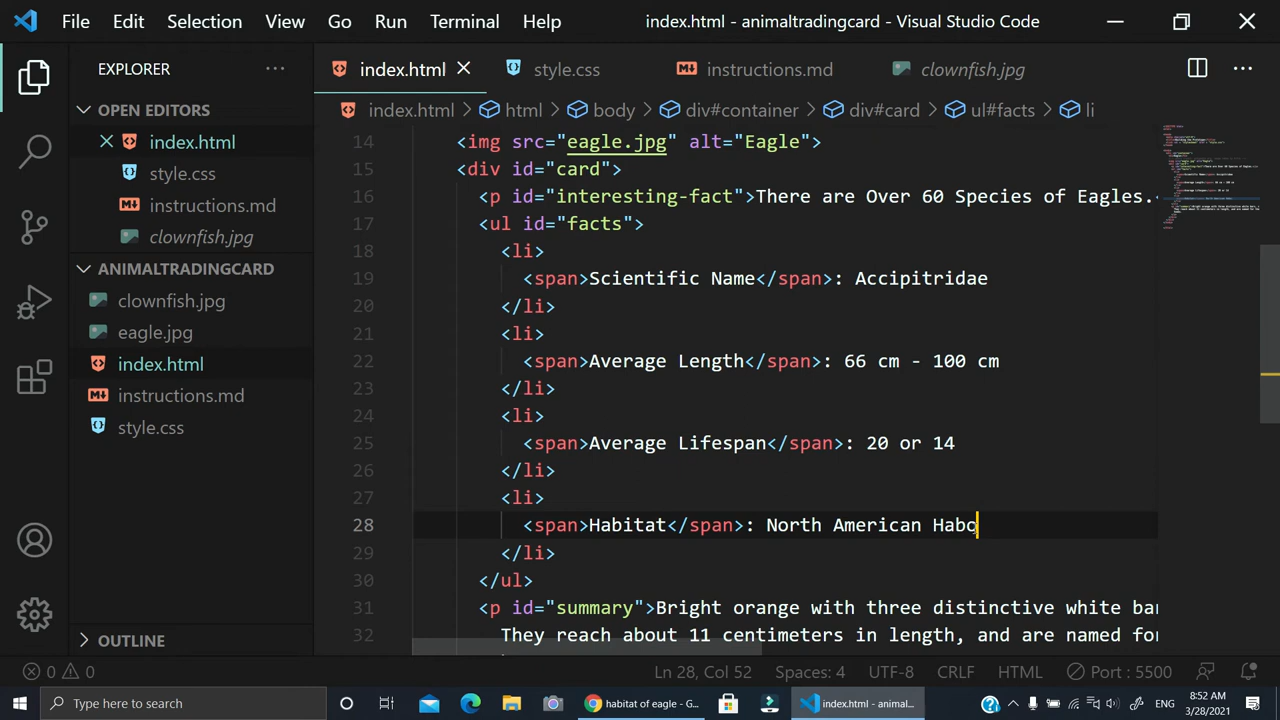 File Edit Selection View Go Run Terminal Help index.html - animaltradingcard - Visual Studio Code
EXPLORER
index.html
style.css
instructions.md
clownfish.jpg
OPEN EDITORS
index.html
style.css
instructions.md
clownfish.jpg
ANIMALTRADINGCARD
clownfish.jpg
eagle.jpg
index.html
instructions.md
style.css
OUTLINE
index.html > html > body > div#container > div#card > ul#facts > li
14 <img src="eagle.jpg" alt="Eagle">
15 <div id="card">
16 <p id="interesting-fact">There are Over 60 Species of Eagles.<
17 <ul id="facts">
18 <li>
19 <span>Scientific Name</span>: Accipitridae
20 </li>
21 <li>
22 <span>Average Length</span>: 66 cm - 100 cm
23 </li>
24 <li>
25 <span>Average Lifespan</span>: 20 or 14
26 </li>
27 <li>
28 <span>Habitat</span>: North American
29 </li>
30 </ul>
31 <p id="summary">Bright orange with three distinctive white bar
32 They reach about 11 centimeters in length, and are named for
0 0 Ln 28, Col 52 Spaces: 4 UTF-8 CRLF HTML Port : 5500
Type here to search
habitat of eagle - G...
index.html - animal...
ENG
8:52 AM
3/28/2021